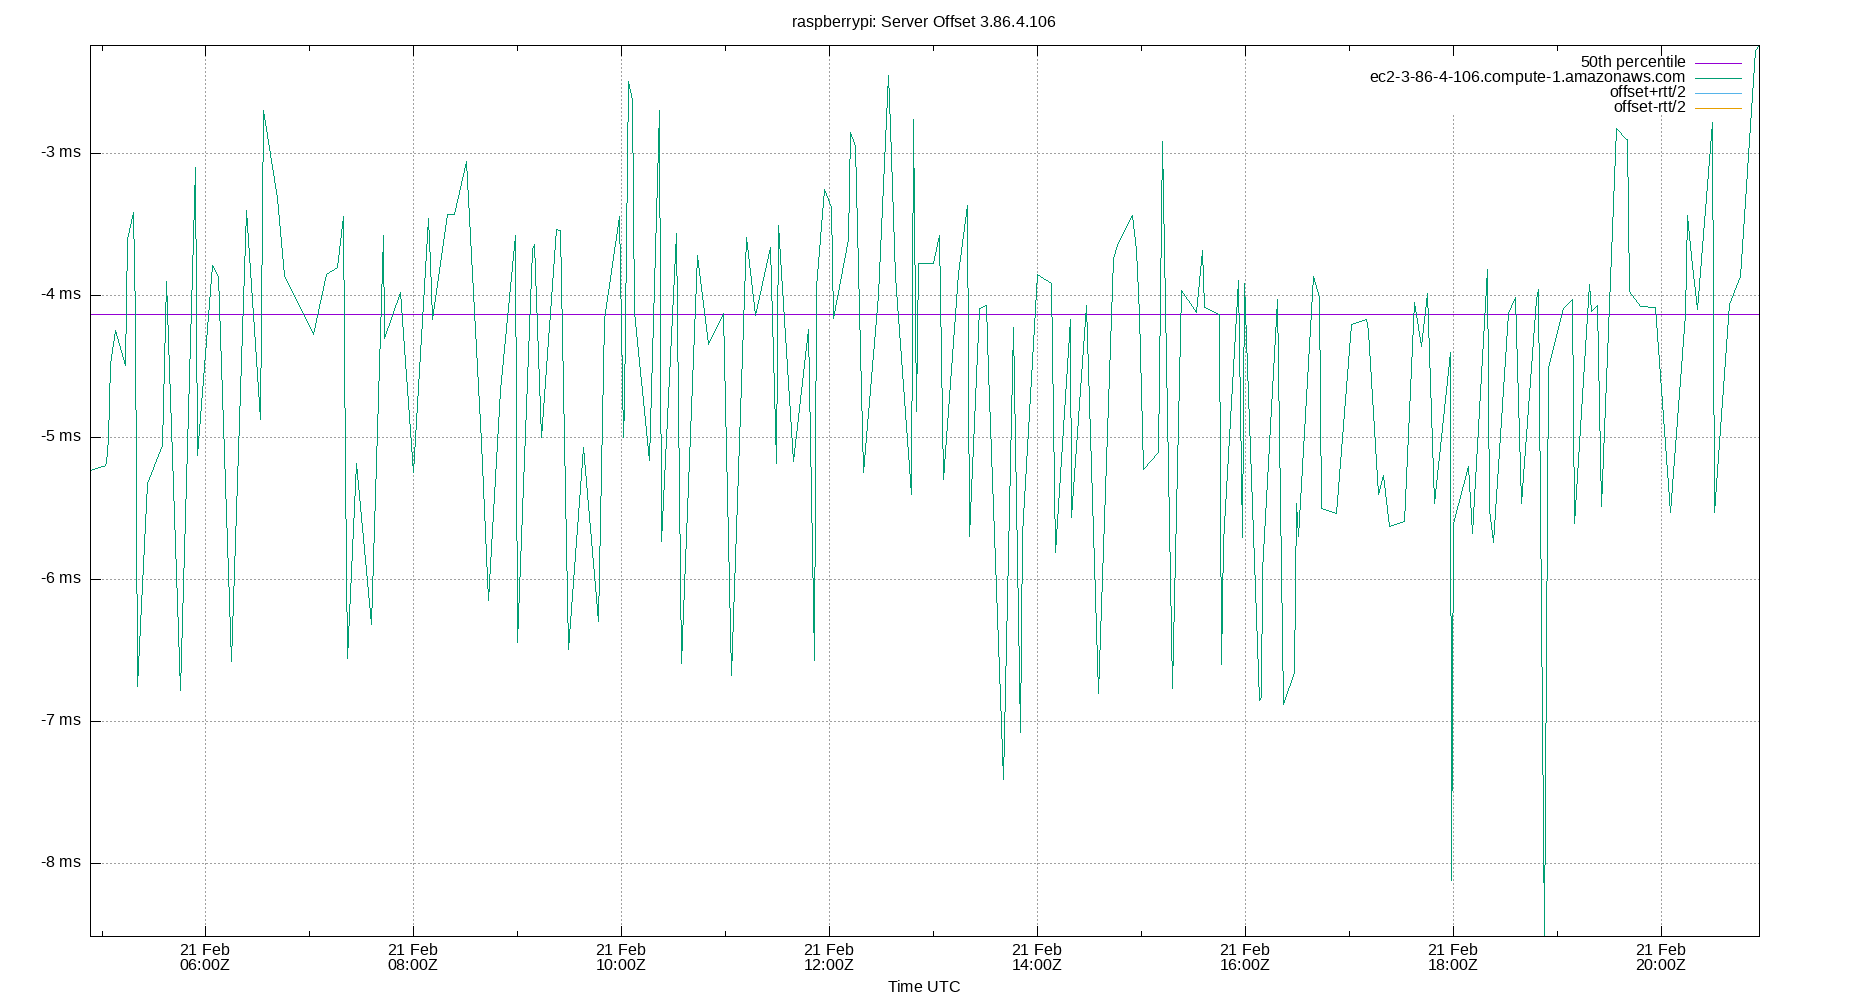 raspberrypi: Server Offset 3.86.4.106
50th percentile
ec2-3-86-4-106.compute-1.amazonaws.com
offset+rtt/2
offset-rtt/2
-3 ms
-4 ms
-5 ms
-6 ms
-7 ms
-8 ms
21 Feb 21 Feb 21 Feb 21 Feb 21 Feb 21 Feb 21 Feb 21 Feb
06:00Z 08:00Z 10:00Z 12:00Z 14:00Z 16:00Z 18:00Z 20:00Z
Time UTC